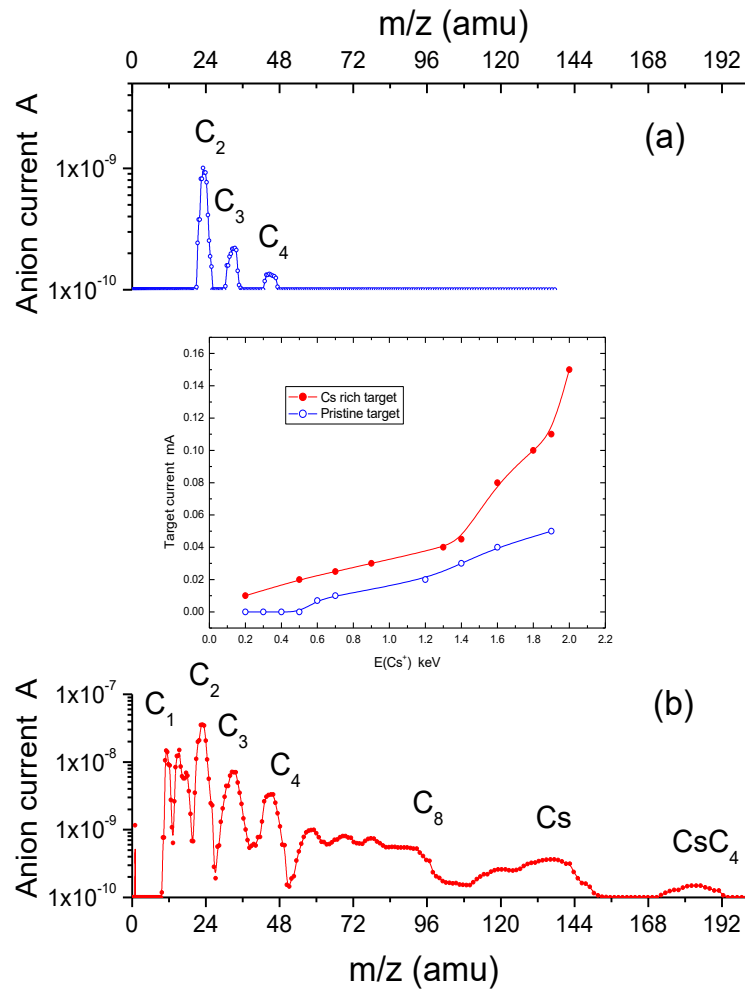 m/z (amu)
0 24 48 72 96 120 144 168 192
Anion current A
(a)
1x10⁻⁹
1x10⁻¹⁰
C₂
C₃
C₄
Target current mA
0.16
0.14
0.12
0.10
0.08
0.06
0.04
0.02
0.00
Cs rich target
Pristine target
0.0 0.2 0.4 0.6 0.8 1.0 1.2 1.4 1.6 1.8 2.0 2.2
E(Cs⁺) keV
Anion current A
(b)
1x10⁻⁷
1x10⁻⁸
1x10⁻⁹
1x10⁻¹⁰
C₁
C₂
C₃
C₄
C₈
Cs
CsC₄
0 24 48 72 96 120 144 168 192
m/z (amu)